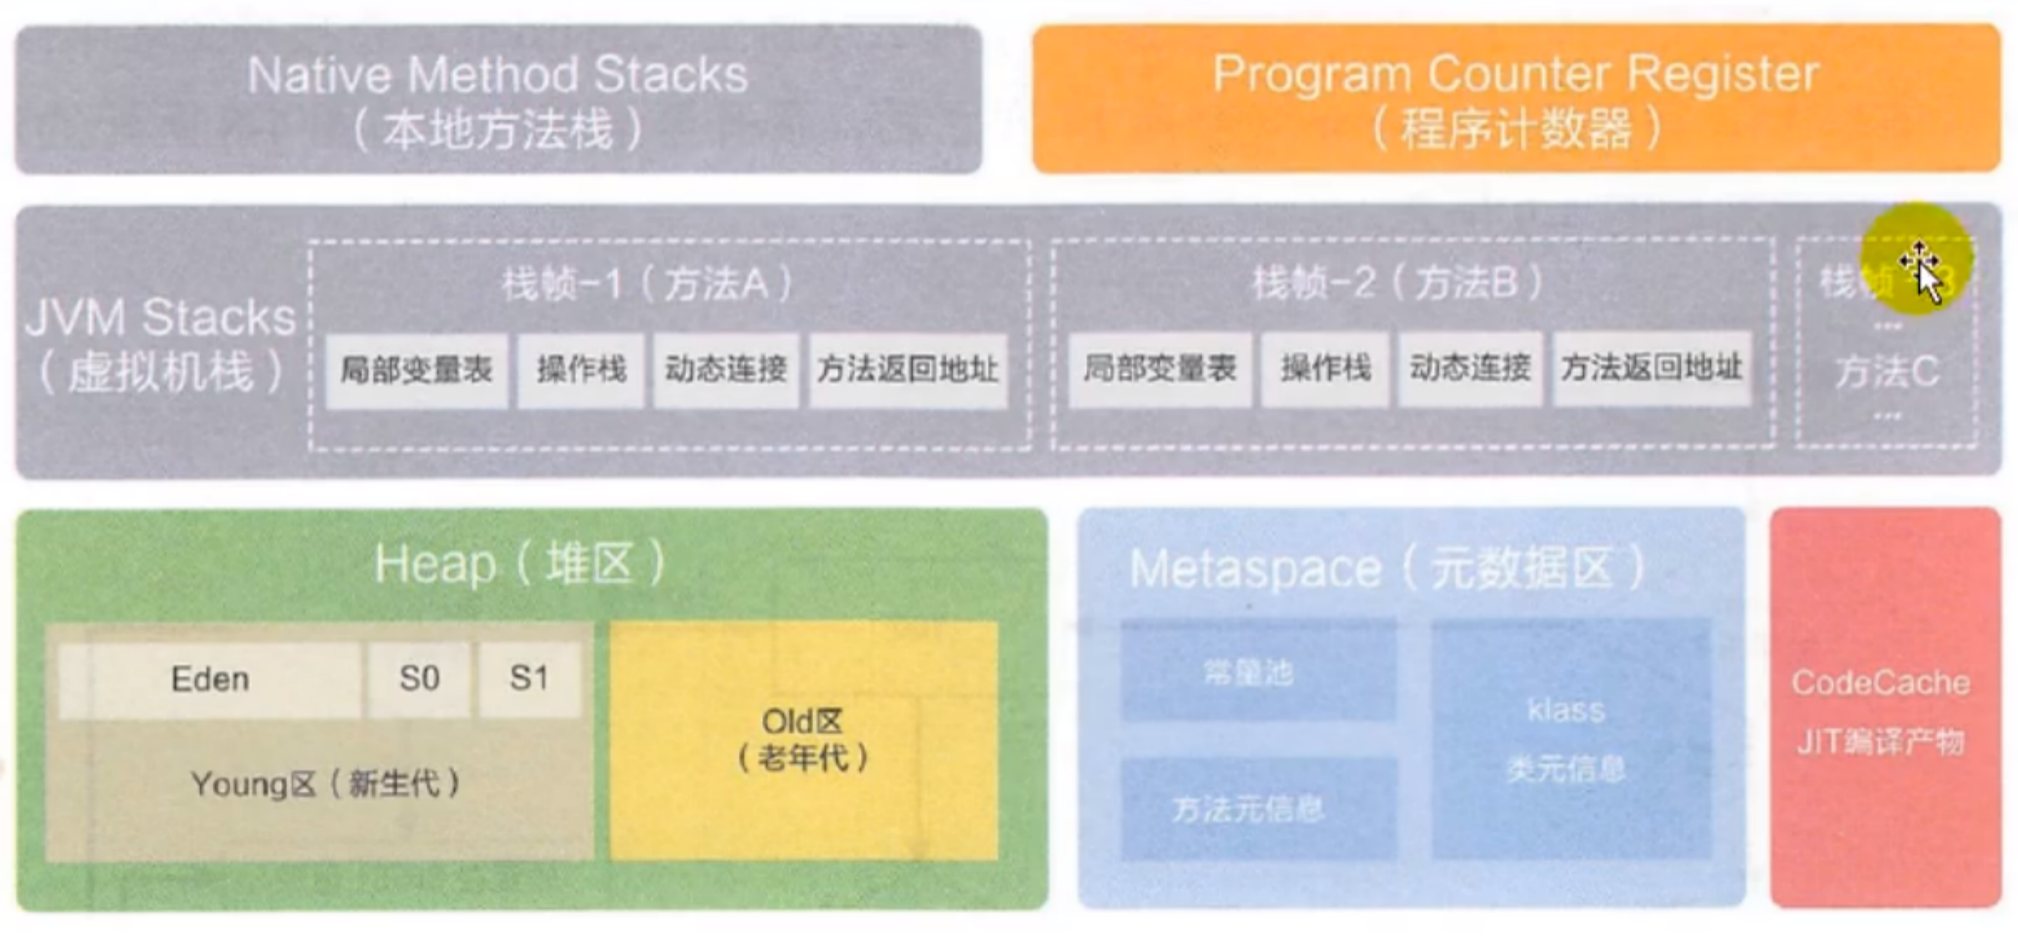 Native Method Stacks
（本地方法栈）
Program Counter Register
（程序计数器）
JVM Stacks
（虚拟机栈）
栈帧-1（方法A）
局部变量表
操作栈
动态连接
方法返回地址
栈帧-2（方法B）
局部变量表
操作栈
动态连接
方法返回地址
栈帧-3
...
方法C
...
Heap（堆区）
Eden
S0
S1
Young区（新生代）
Old区
（老年代）
Metaspace（元数据区）
常量池
方法元信息
klass
类元信息
CodeCache
JIT编译产物